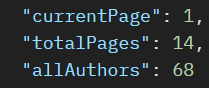 "currentPage": 1,
"totalPages": 14,
"allAuthors": 68